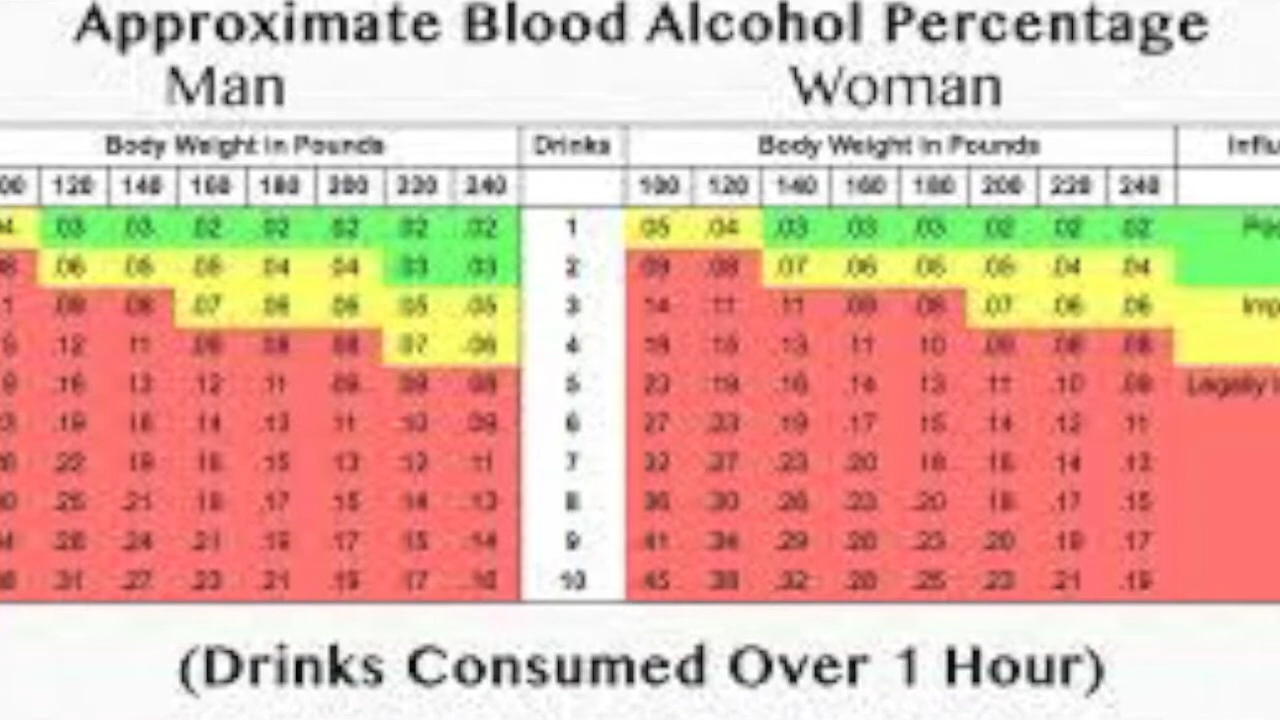 Approximate Blood Alcohol Percentage
Man Woman
Body Weight in Pounds Drinks Body Weight in Pounds
120 140 160 180 200 220 240 100 120 140 160 180 200 220 240
.03 .03 .02 .02 .02 .02 .02 1 .05 .04 .03 .03 .03 .02 .02 .02
.06 .05 .05 .04 .04 .03 .03 2 .09 .08 .07 .06 .05 .05 .04 .04
.07 .06 .05 .05 3 .14 .11 .11 .09 .08 .07 .06 .06
.12 .11 .09 .08 .08 .07 .06 4 .13 .11 .10 .09 .08 .08
.16 .13 .12 .11 .09 .09 .08 5 .23 .19 .16 .14 .13 .11 .10 .09
.19 .16 .14 .13 .11 .10 .09 6 .27 .23 .19 .17 .15 .14 .12 .11
.22 .19 .16 .15 .13 .12 .11 7 .32 .27 .23 .20 .18 .16 .14 .13
.25 .21 .17 .15 .14 .13 8 .36 .30 .26 .23 .20 .18 .17 .15
.28 .24 .21 .19 .17 .15 .14 9 .41 .34 .29 .23 .20 .19 .17
.31 .27 .23 .21 .19 .17 .16 10 .45 .38 .32 .28 .25 .23 .21 .19
(Drinks Consumed Over 1 Hour)